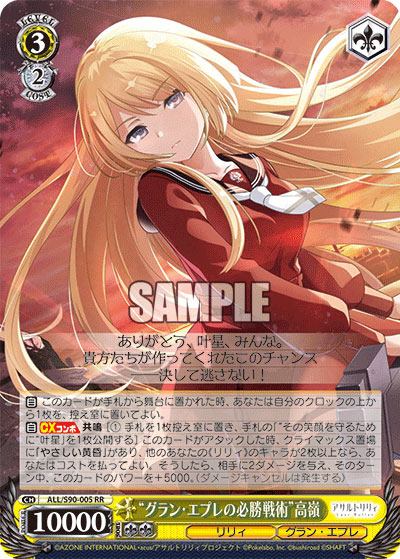 LEVEL
3
2
COST
SAMPLE
ありがとう、叶星、みんな。
貴方たちが作ってくれたこのチャンス
決して逃さない!
自 このカードが手札から舞台に置かれた時、あなたは自分のクロックの上
から1枚を、控え室に置いてよい。
自 CXコンボ 共鳴 [① 手札を1枚控え室に置き、手札の「“その笑顔を守るため
に”叶星」を1枚公開する] このカードがアタックした時、クライマックス置場
に「やさしい笑顔」があり、他のあなたの《リリィ》のキャラが2枚以上なら、あ
なたはコストを払ってよい。そうしたら、相手に2ダメージを与え、そのター
ン中、このカードのパワーを+5000。(ダメージキャンセルは発生する)
CH ALL/S90-005 RR
“グラン・エプレの必勝戦術”高嶺
アサルトリリィ
10000
リリィ
グラン・エプレ
©AZONE INTERNATIONAL・acus/アサルトリリィプロジェクト ©Pokelabo, Inc. ©bushiroad ©SHAFT